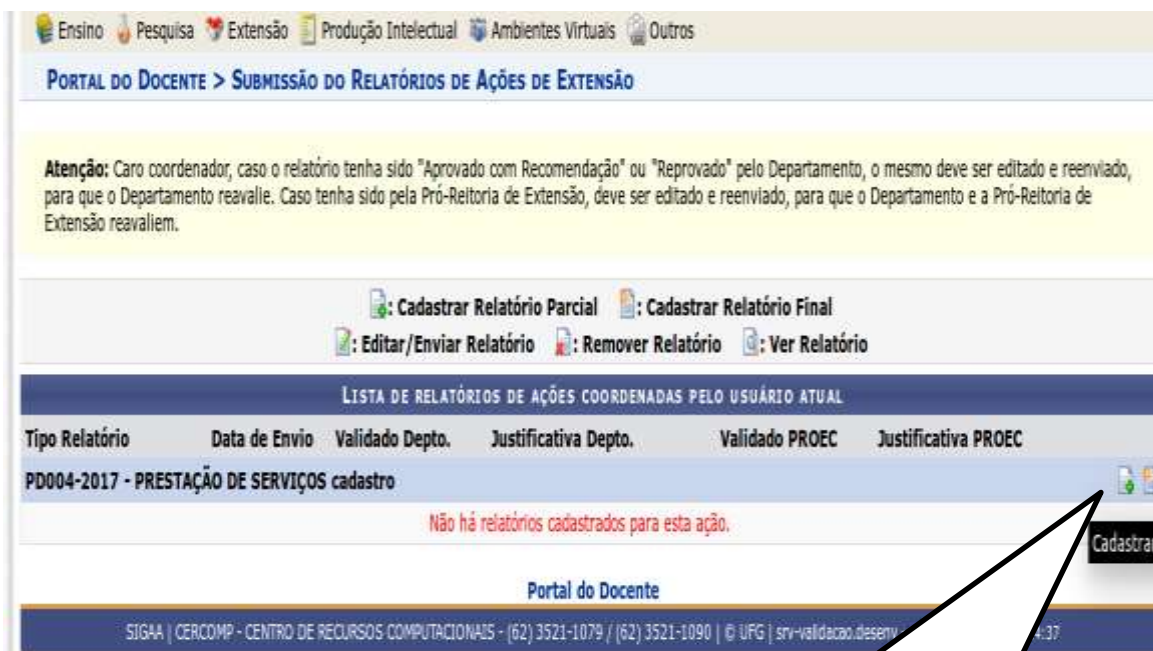 Ensino Pesquisa Extensão Produção Intelectual Ambientes Virtuais Outros
PORTAL DO DOCENTE > SUBMISSÃO DO RELATÓRIOS DE AÇÕES DE EXTENSÃO
Atenção: Caro coordenador, caso o relatório tenha sido "Aprovado com Recomendação" ou "Reprovado" pelo Departamento, o mesmo deve ser editado e reenviado,
para que o Departamento reavalie. Caso tenha sido pela Pró-Reitoria de Extensão, deve ser editado e reenviado, para que o Departamento e a Pró-Reitoria de
Extensão reavaliem.
: Cadastrar Relatório Parcial : Cadastrar Relatório Final
: Editar/Enviar Relatório : Remover Relatório : Ver Relatório
LISTA DE RELATÓRIOS DE AÇÕES COORDENADAS PELO USUÁRIO ATUAL
Tipo Relatório Data de Envio Validado Depto. Justificativa Depto. Validado PROEC Justificativa PROEC
PD004-2017 - PRESTAÇÃO DE SERVIÇOS cadastro
Não há relatórios cadastrados para esta ação.
Cadastrar
Portal do Docente
SIGAA | CERCOMP - CENTRO DE RECURSOS COMPUTACIONAIS - (62) 3521-1079 / (62) 3521-1090 | © UFG | srv-validacao.desenv 4:37